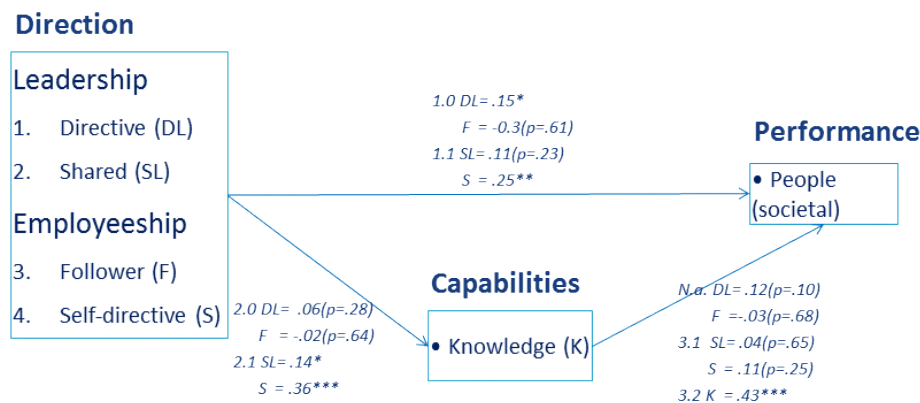 Direction
Leadership
1. Directive (DL)
2. Shared (SL)
Employeeship
3. Follower (F)
4. Self-directive (S)
1.0 DL= .15*
F = -0.3(p=.61)
1.1 SL= .11(p=.23)
S = .25**
Performance
• People
(societal)
2.0 DL= .06(p=.28)
F = -.02(p=.64)
2.1 SL= .14*
S = .36***
Capabilities
• Knowledge (K)
N.a. DL= .12(p=.10)
F =-.03(p=.68)
3.1 SL= .04(p=.65)
S = .11(p=.25)
3.2 K = .43***